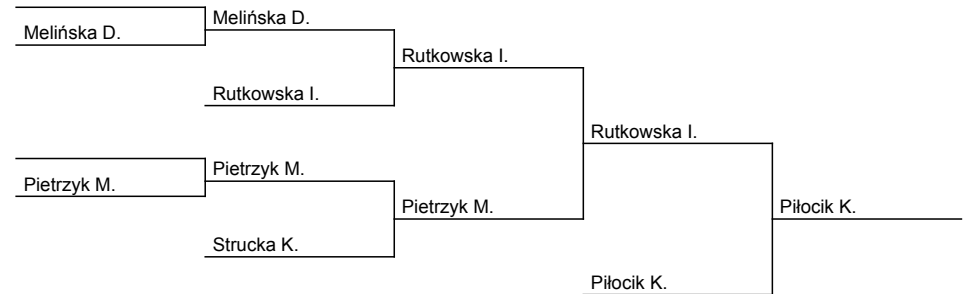 Melińska D.
Melińska D.
Rutkowska I.
Rutkowska I.
Rutkowska I.
Pietrzyk M.
Pietrzyk M.
Pietrzyk M.
Piłocik K.
Strucka K.
Piłocik K.